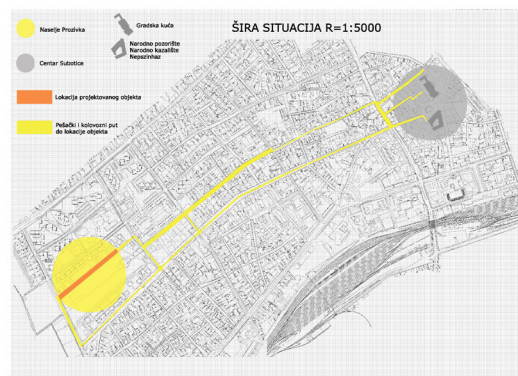 ŠIRA SITUACIJA R=1:5000
Naselje Prozivka
Gradska kuća
Centar Subotice
Narodno pozorište
Narodno kazalište
Nepszinhaz
Lokacija projektovanog objekta
Pešački i kolovozni put
do lokacije objekta